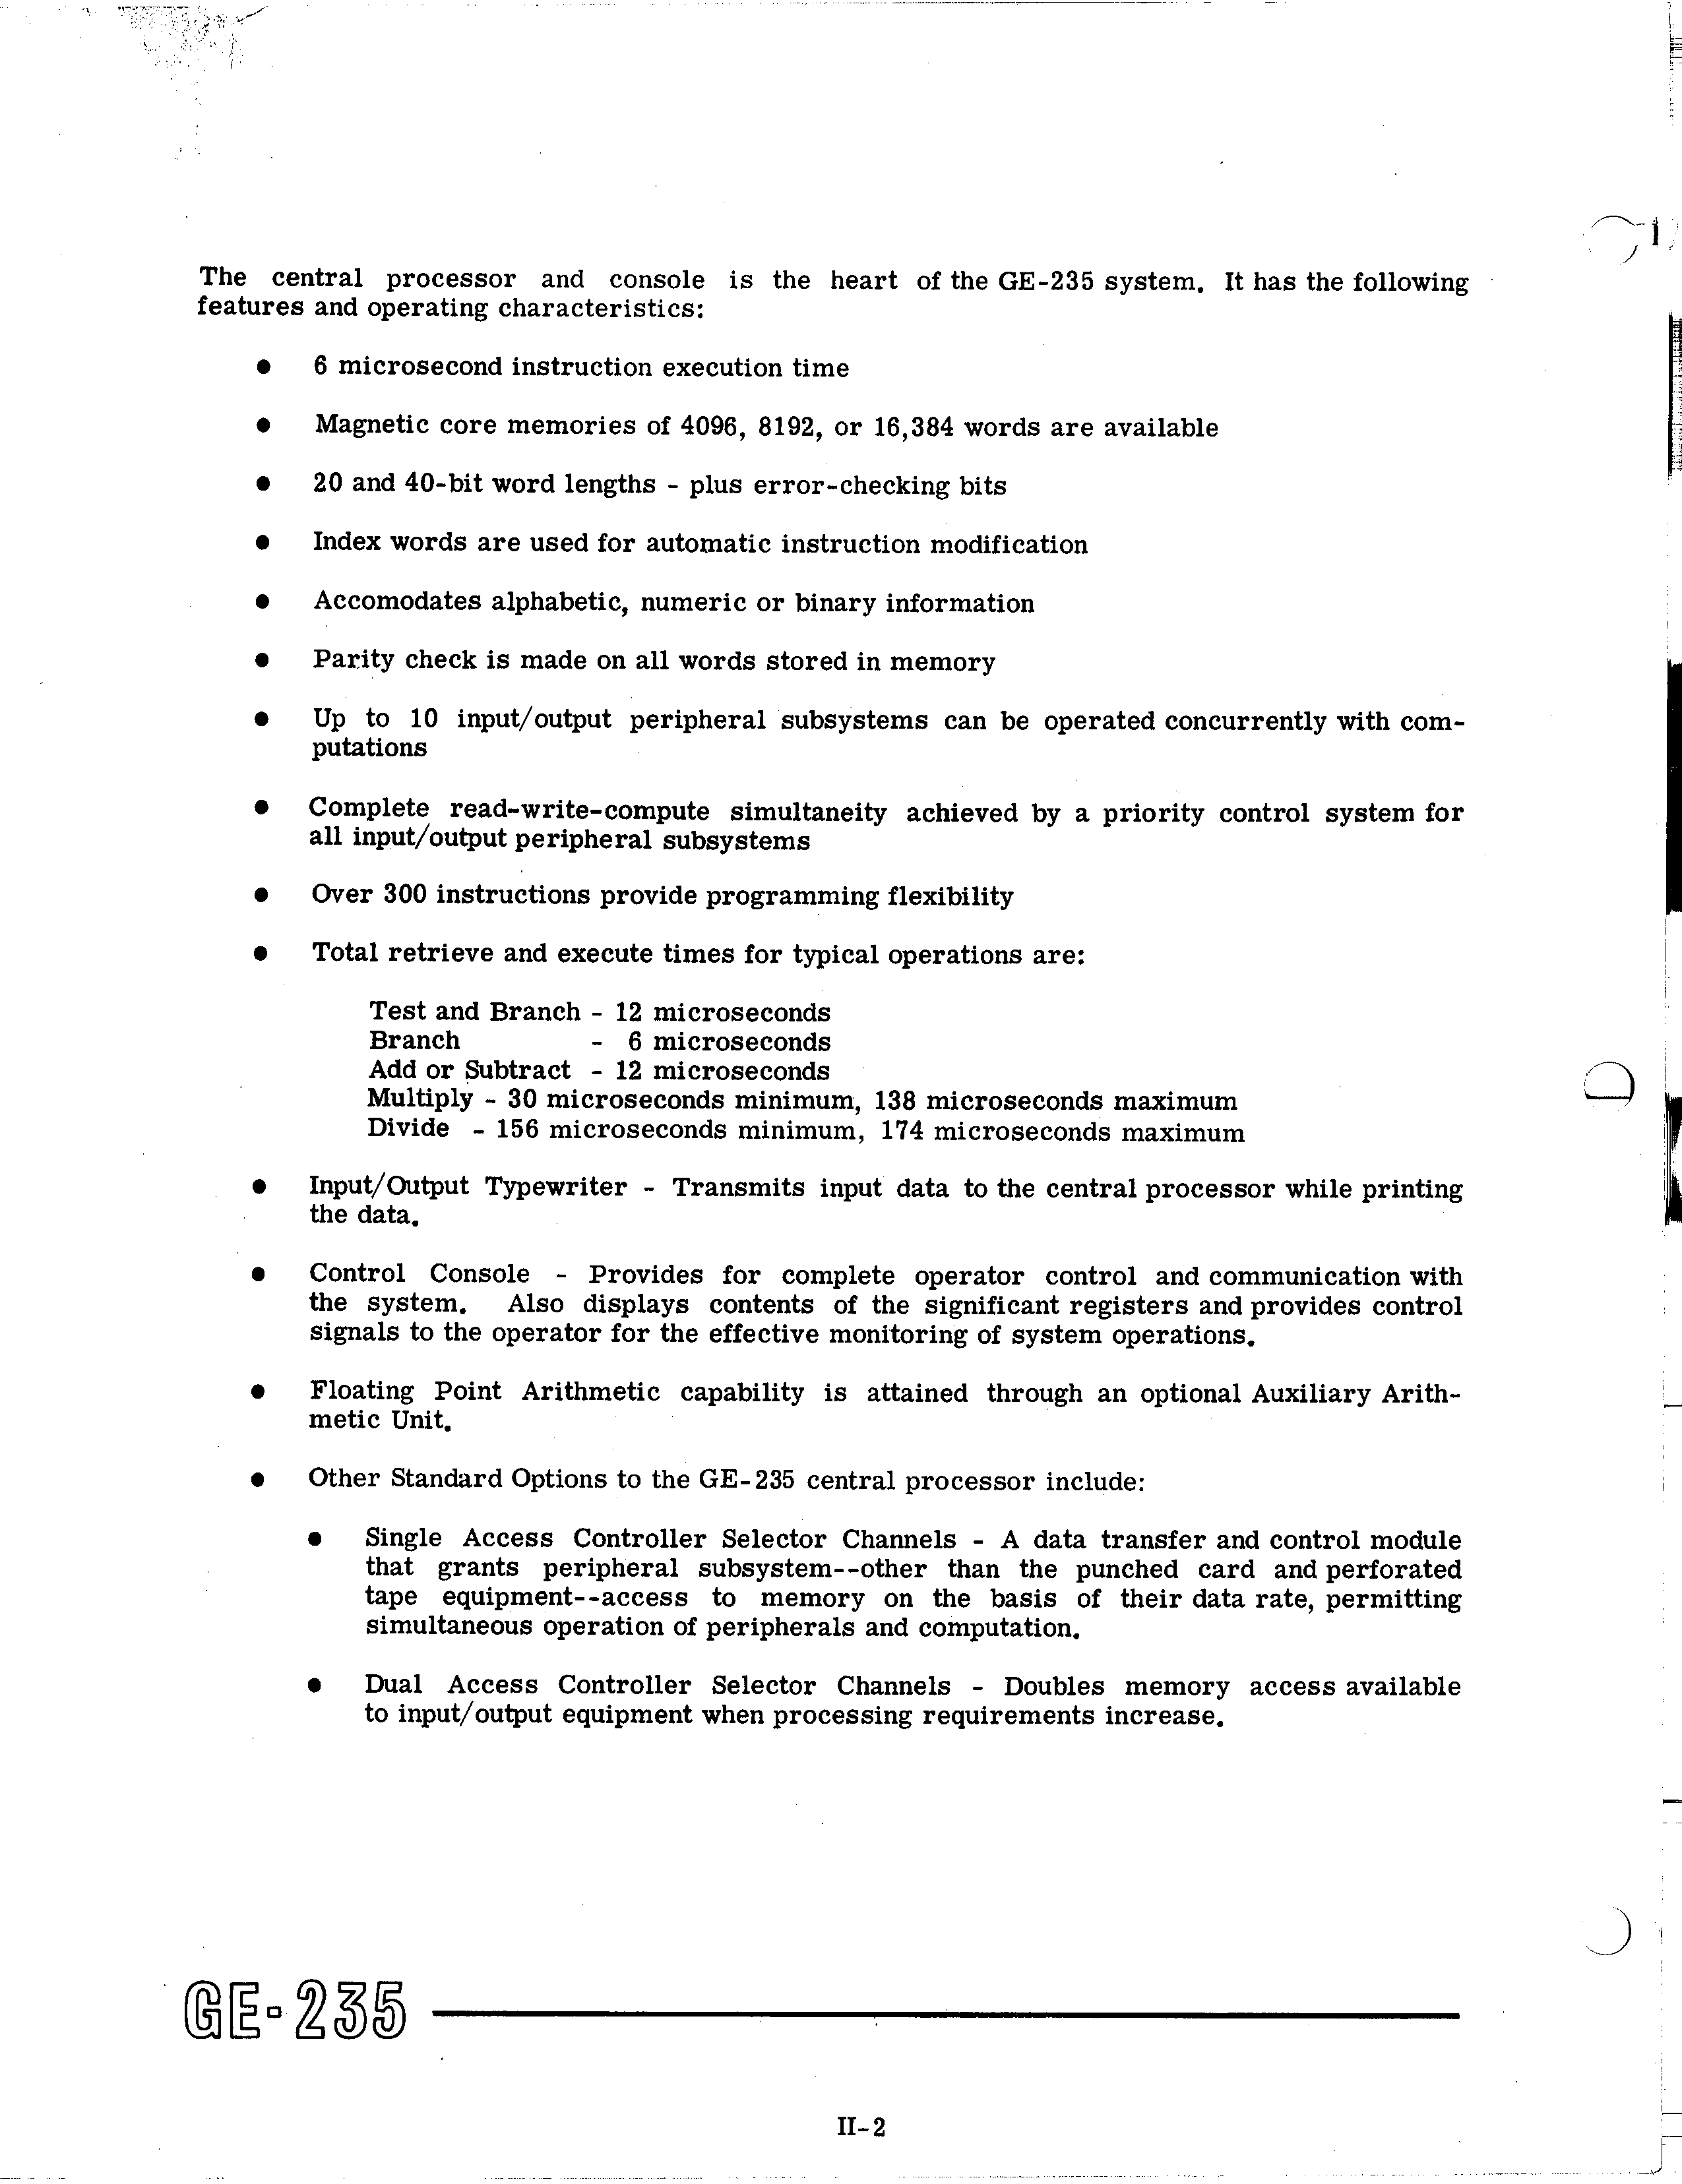 The central processor and console is the heart of the GE-235 system. It has the following
features and operating characteristics:
● 6 microsecond instruction execution time
● Magnetic core memories of 4096, 8192, or 16,384 words are available
● 20 and 40-bit word lengths - plus error-checking bits
● Index words are used for automatic instruction modification
● Accomodates alphabetic, numeric or binary information
● Parity check is made on all words stored in memory
● Up to 10 input/output peripheral subsystems can be operated concurrently with com-
putations
● Complete read-write-compute simultaneity achieved by a priority control system for
all input/output peripheral subsystems
● Over 300 instructions provide programming flexibility
● Total retrieve and execute times for typical operations are:
Test and Branch - 12 microseconds
Branch - 6 microseconds
Add or Subtract - 12 microseconds
Multiply - 30 microseconds minimum, 138 microseconds maximum
Divide - 156 microseconds minimum, 174 microseconds maximum
● Input/Output Typewriter - Transmits input data to the central processor while printing
the data.
● Control Console - Provides for complete operator control and communication with
the system. Also displays contents of the significant registers and provides control
signals to the operator for the effective monitoring of system operations.
● Floating Point Arithmetic capability is attained through an optional Auxiliary Arith-
metic Unit.
● Other Standard Options to the GE-235 central processor include:
● Single Access Controller Selector Channels - A data transfer and control module
that grants peripheral subsystem--other than the punched card and perforated
tape equipment--access to memory on the basis of their data rate, permitting
simultaneous operation of peripherals and computation.
● Dual Access Controller Selector Channels - Doubles memory access available
to input/output equipment when processing requirements increase.
GE-235
II-2